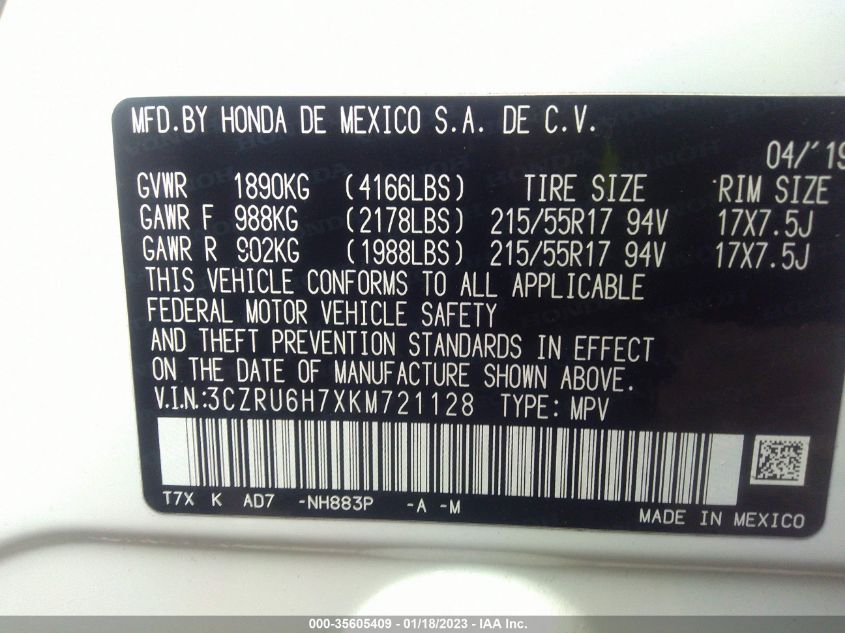 MFD.BY HONDA DE MEXICO S.A. DE C.V.
04/'19
GVWR 1890KG (4166LBS) TIRE SIZE RIM SIZE
GAWR F 988KG (2178LBS) 215/55R17 94V 17X7.5J
GAWR R 902KG (1988LBS) 215/55R17 94V 17X7.5J
THIS VEHICLE CONFORMS TO ALL APPLICABLE
FEDERAL MOTOR VEHICLE SAFETY
AND THEFT PREVENTION STANDARDS IN EFFECT
ON THE DATE OF MANUFACTURE SHOWN ABOVE.
V.I.N.:3CZRU6H7XKM721128 TYPE: MPV
T7X K AD7 -NH883P -A -M
MADE IN MEXICO
000-35605409 - 01/18/2023 - IAA Inc.